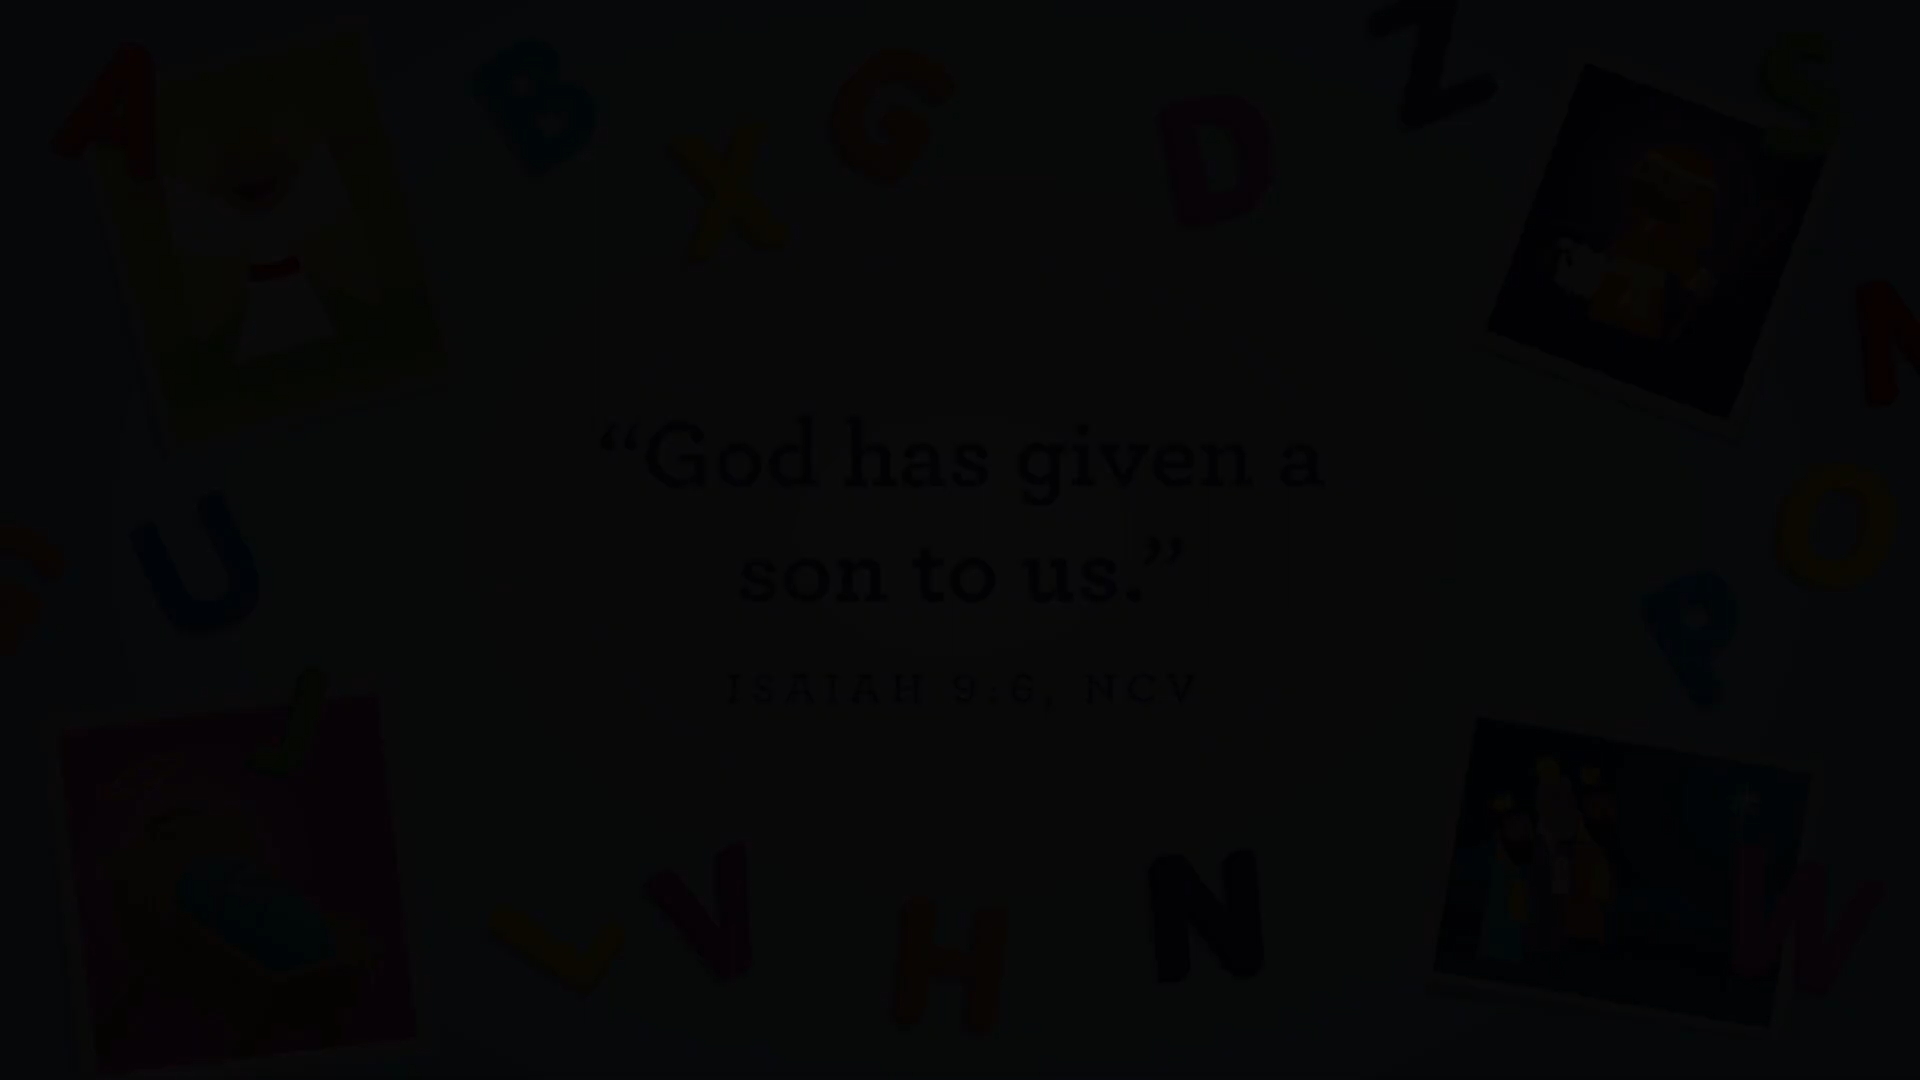 A B X G D Z S
“God has given a
son to us.”
ISAIAH 9:6, NCV
U O P
J L V H N W